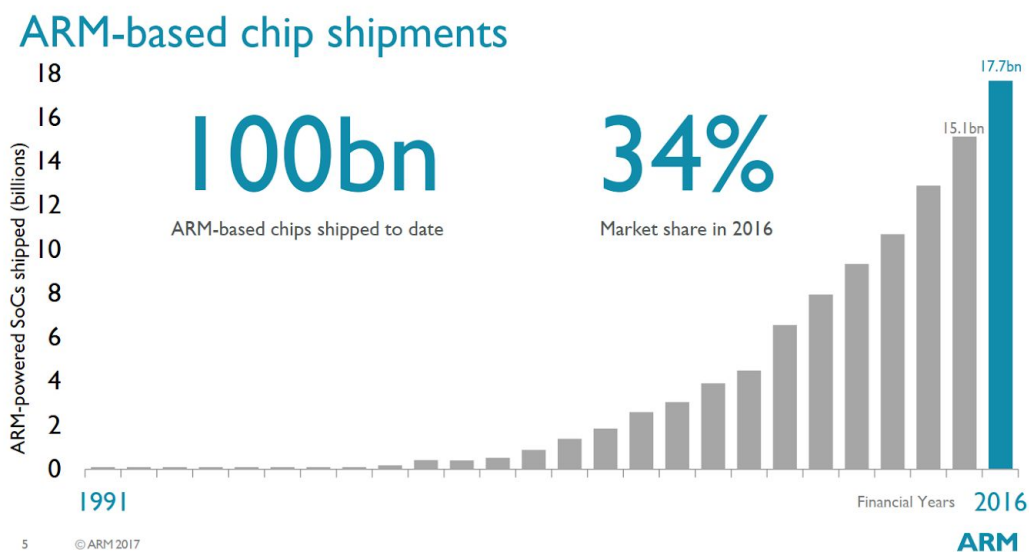 ARM-based chip shipments
ARM-powered SoCs shipped (billions)
18
16
14
12
10
8
6
4
2
0
100bn
ARM-based chips shipped to date
34%
Market share in 2016
15.1bn
17.7bn
1991
Financial Years
2016
5
© ARM 2017
ARM